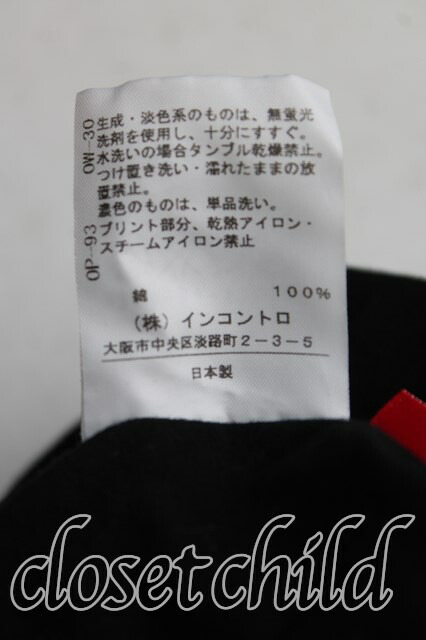 OW-30
生成・淡色系のものは、無蛍光
洗剤を使用し、十分にすすぐ。
水洗いの場合タンブル乾燥禁止。
つけ置き洗い・濡れたままの放
置禁止。
濃色のものは、単品洗い。
OP-93
プリント部分、乾熱アイロン・
スチームアイロン禁止
綿 100%
(株) インコントロ
大阪市中央区淡路町2-3-5
日本製
closetchild